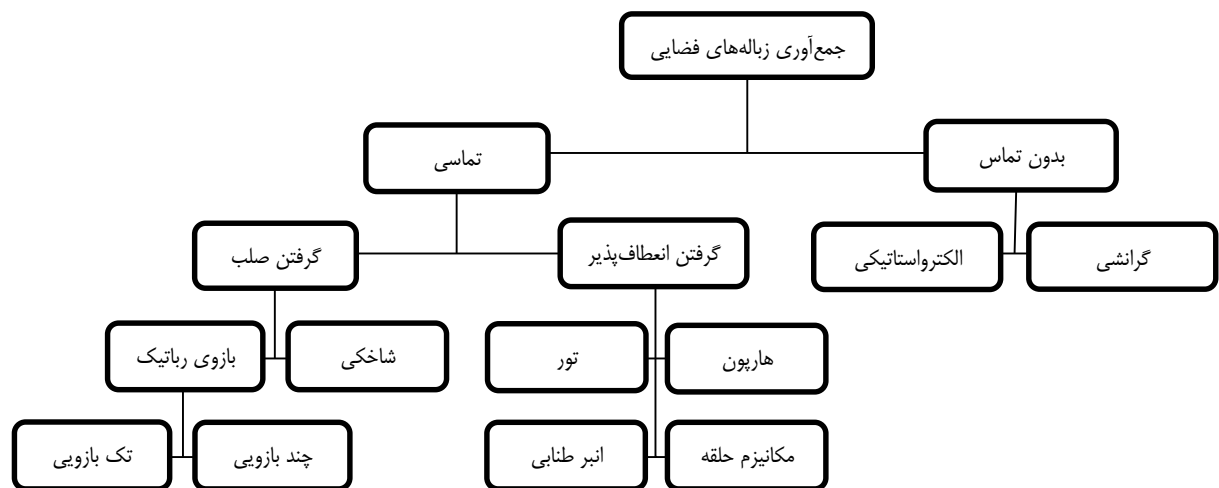 جمع‌آوری زباله‌های فضایی
بدون تماس
تماسی
گرفتن انعطاف‌پذیر
گرفتن صلب
گرانشی
الکترواستاتیکی
هارپون
تور
شاخکی
بازوی رباتیک
مکانیزم حلقه
انبر طنابی
چند بازویی
تک بازویی